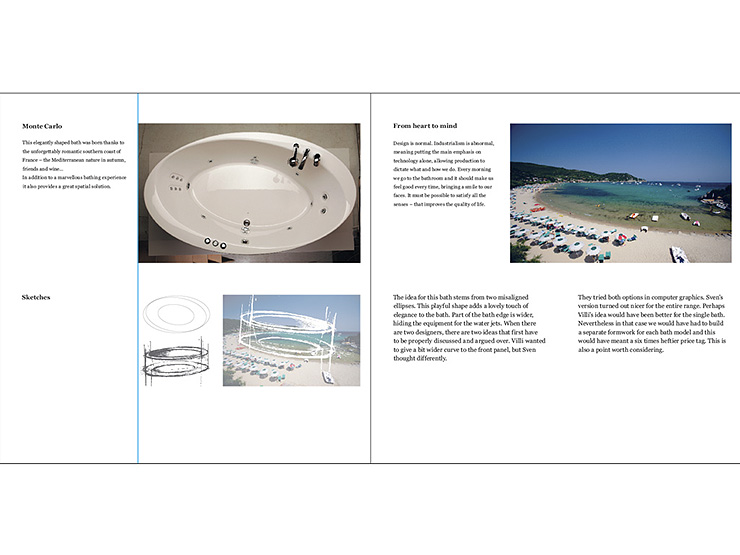 Monte Carlo
This elegantly shaped bath was born thanks to
the unforgettably romantic southern coast of
France – the Mediterranean nature in autumn,
friends and wine...
In addition to a marvellous bathing experience
it also provides a great spatial solution.
Sketches
From heart to mind
Design is normal. Industrialism is abnormal,
meaning putting the main emphasis on
technology alone, allowing production to
dictate what and how we do. Every morning
we go to the bathroom and it should make us
feel good every time, bringing a smile to our
faces. It must be possible to satisfy all the
senses – that improves the quality of life.
The idea for this bath stems from two misaligned
ellipses. This playful shape adds a lovely touch of
elegance to the bath. Part of the bath edge is wider,
hiding the equipment for the water jets. When there
are two designers, there are two ideas that first have
to be properly discussed and argued over. Villi wanted
to give a bit wider curve to the front panel, but Sven
thought differently.
They tried both options in computer graphics. Sven's
version turned out nicer for the entire range. Perhaps
Villi's idea would have been better for the single bath.
Nevertheless in that case we would have had to build
a separate formwork for each bath model and this
would have meant a six times heftier price tag. This is
also a point worth considering.